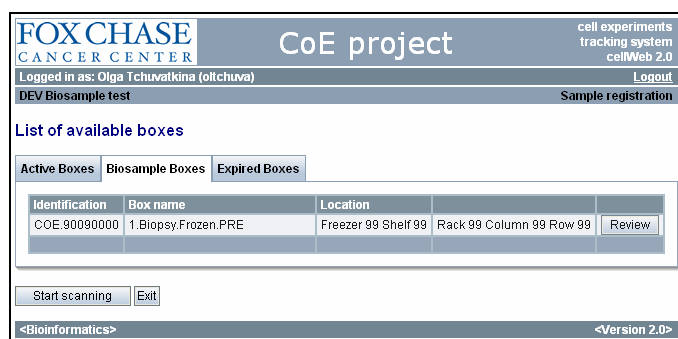 FOX CHASE
CANCER CENTER
CoE project
cell experiments
tracking system
cellWeb 2.0
Logged in as: Olga Tchuvatkina (oltchuva) Logout
DEV Biosample test Sample registration
List of available boxes
Active Boxes Biosample Boxes Expired Boxes
Identification Box name Location
COE.90090000 1.Biopsy.Frozen.PRE Freezer 99 Shelf 99 Rack 99 Column 99 Row 99 Review
Start scanning Exit
<Bioinformatics> <Version 2.0>